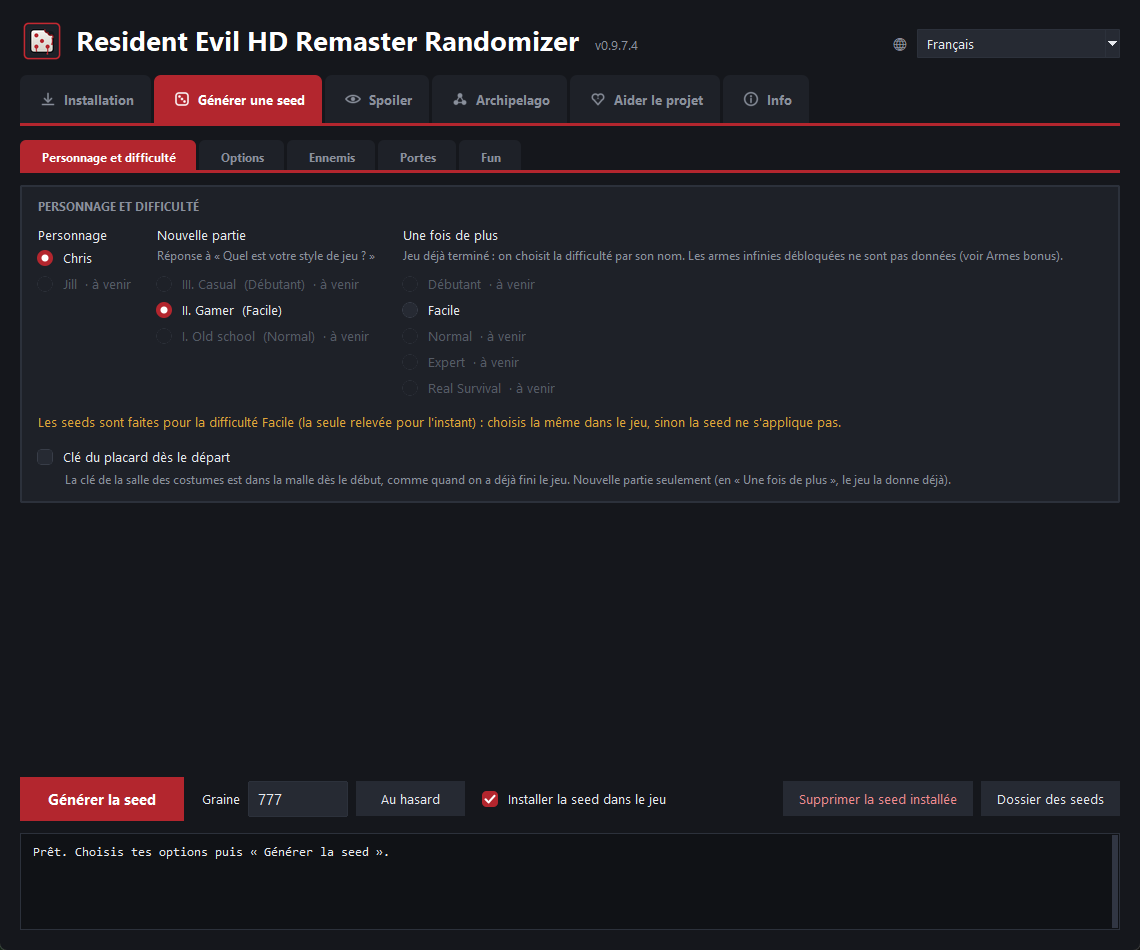 Resident Evil HD Remaster Randomizer v0.9.7.4
Français
Installation
Générer une seed
Spoiler
Archipelago
Aider le projet
Info
Personnage et difficulté
Options
Ennemis
Portes
Fun
PERSONNAGE ET DIFFICULTÉ
Personnage
Chris
Jill · à venir
Nouvelle partie
Réponse à « Quel est votre style de jeu ? »
III. Casual (Débutant) · à venir
II. Gamer (Facile)
I. Old school (Normal) · à venir
Une fois de plus
Jeu déjà terminé : on choisit la difficulté par son nom. Les armes infinies débloquées ne sont pas données (voir Armes bonus).
Débutant · à venir
Facile
Normal · à venir
Expert · à venir
Real Survival · à venir
Les seeds sont faites pour la difficulté Facile (la seule relevée pour l'instant) : choisis la même dans le jeu, sinon la seed ne s'applique pas.
Clé du placard dès le départ
La clé de la salle des costumes est dans la malle dès le début, comme quand on a déjà fini le jeu. Nouvelle partie seulement (en « Une fois de plus », le jeu la donne déjà).
Générer la seed
Graine
777
Au hasard
Installer la seed dans le jeu
Supprimer la seed installée
Dossier des seeds
Prêt. Choisis tes options puis « Générer la seed ».